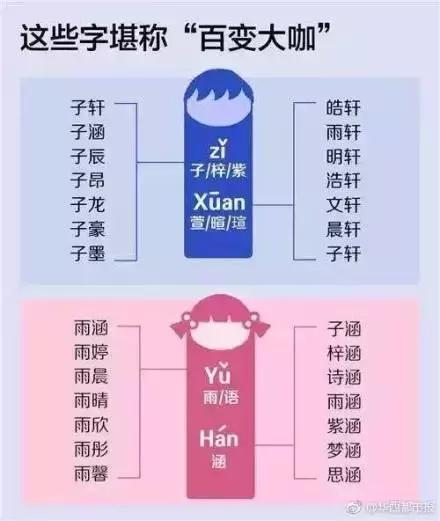 这些字堪称“百变大咖”
子轩
子涵
子辰
子昂
子龙
子豪
子墨
zǐ
子/梓/紫
Xūan
萱/暄/瑄
皓轩
雨轩
明轩
浩轩
文轩
晨轩
子轩
雨涵
雨婷
雨晨
雨晴
雨欣
雨彤
雨馨
Yǔ
雨/语
Hán
涵
子涵
梓涵
诗涵
雨涵
紫涵
梦涵
思涵
@华西都市报